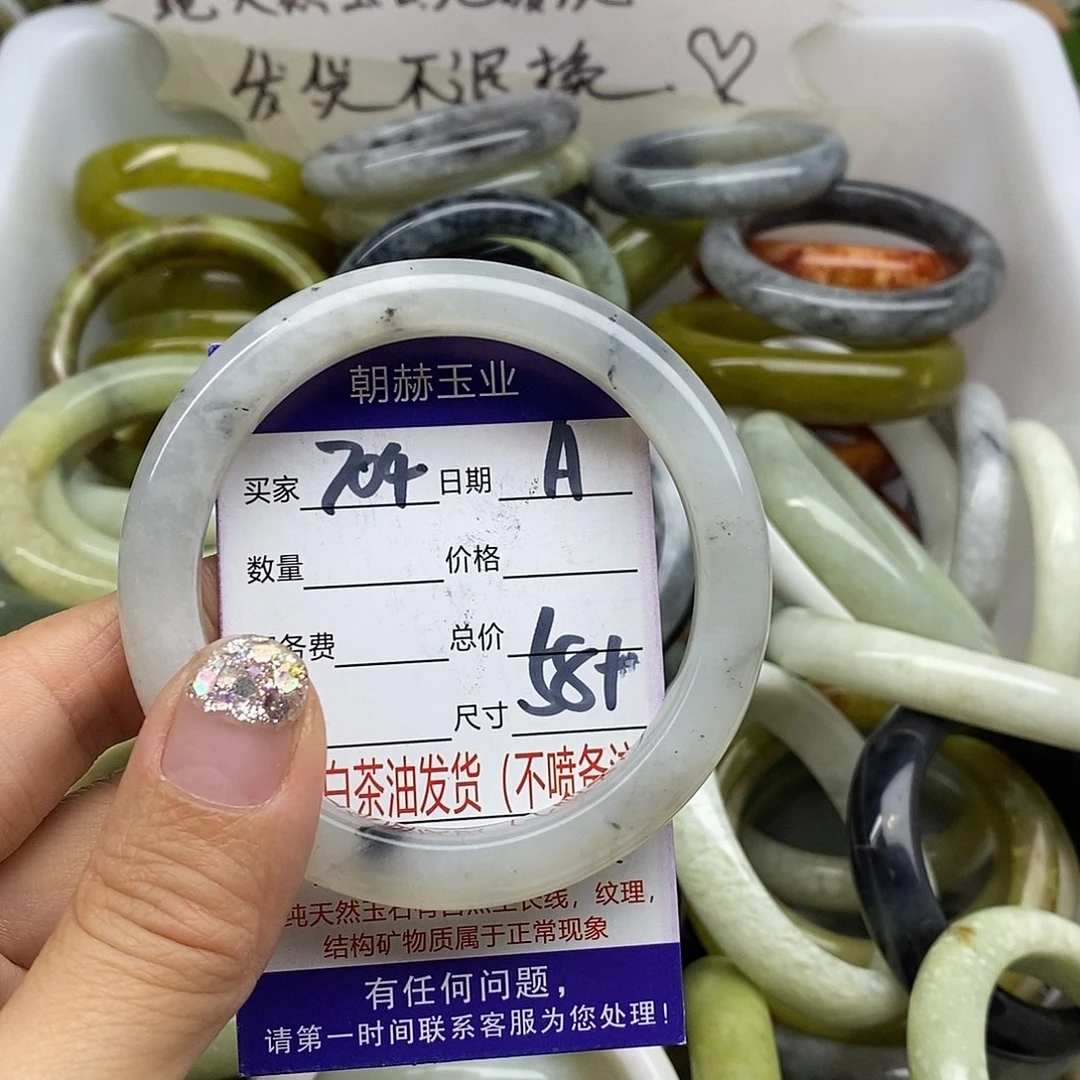 发货不退换
朝赫玉业
买家 704 日期 A
数量 价格
务费 总价
尺寸 58+
白茶油发货(不喷
纯天然玉石有自然生长线,纹理,
结构矿物质属于正常现象
有任何问题,
请第一时间联系客服为您处理!